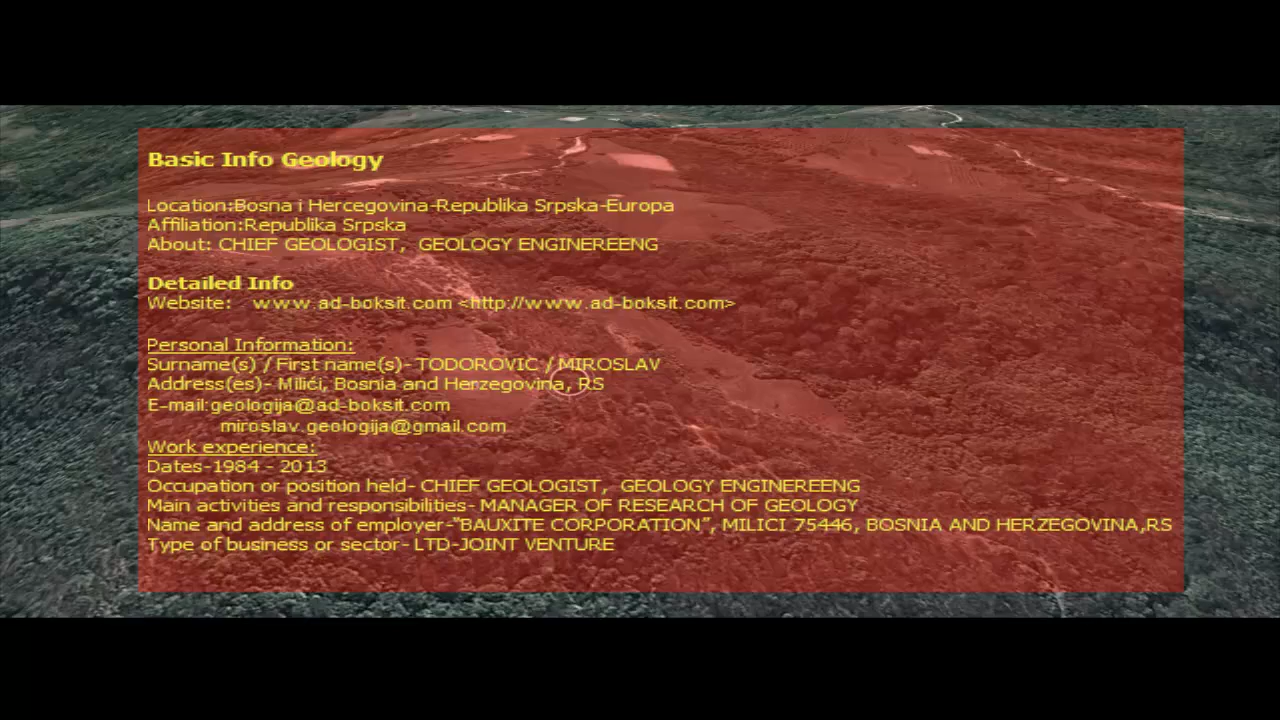 Basic Info Geology
Location:Bosna i Hercegovina-Republika Srpska-Europa
Affiliation:Republika Srpska
About: CHIEF GEOLOGIST, GEOLOGY ENGINEREENG
Detailed Info
Website: www.ad-boksit.com <http://www.ad-boksit.com>
Personal Information:
Surname(s) / First name(s)- TODOROVIC / MIROSLAV
Address(es)- Milići, Bosnia and Herzegovina, RS
E-mail:geologija@ad-boksit.com
miroslav.geologija@gmail.com
Work experience:
Dates-1984 - 2013
Occupation or position held- CHIEF GEOLOGIST, GEOLOGY ENGINEREENG
Main activities and responsibilities- MANAGER OF RESEARCH OF GEOLOGY
Name and address of employer-"BAUXITE CORPORATION", MILICI 75446, BOSNIA AND HERZEGOVINA,RS
Type of business or sector- LTD-JOINT VENTURE